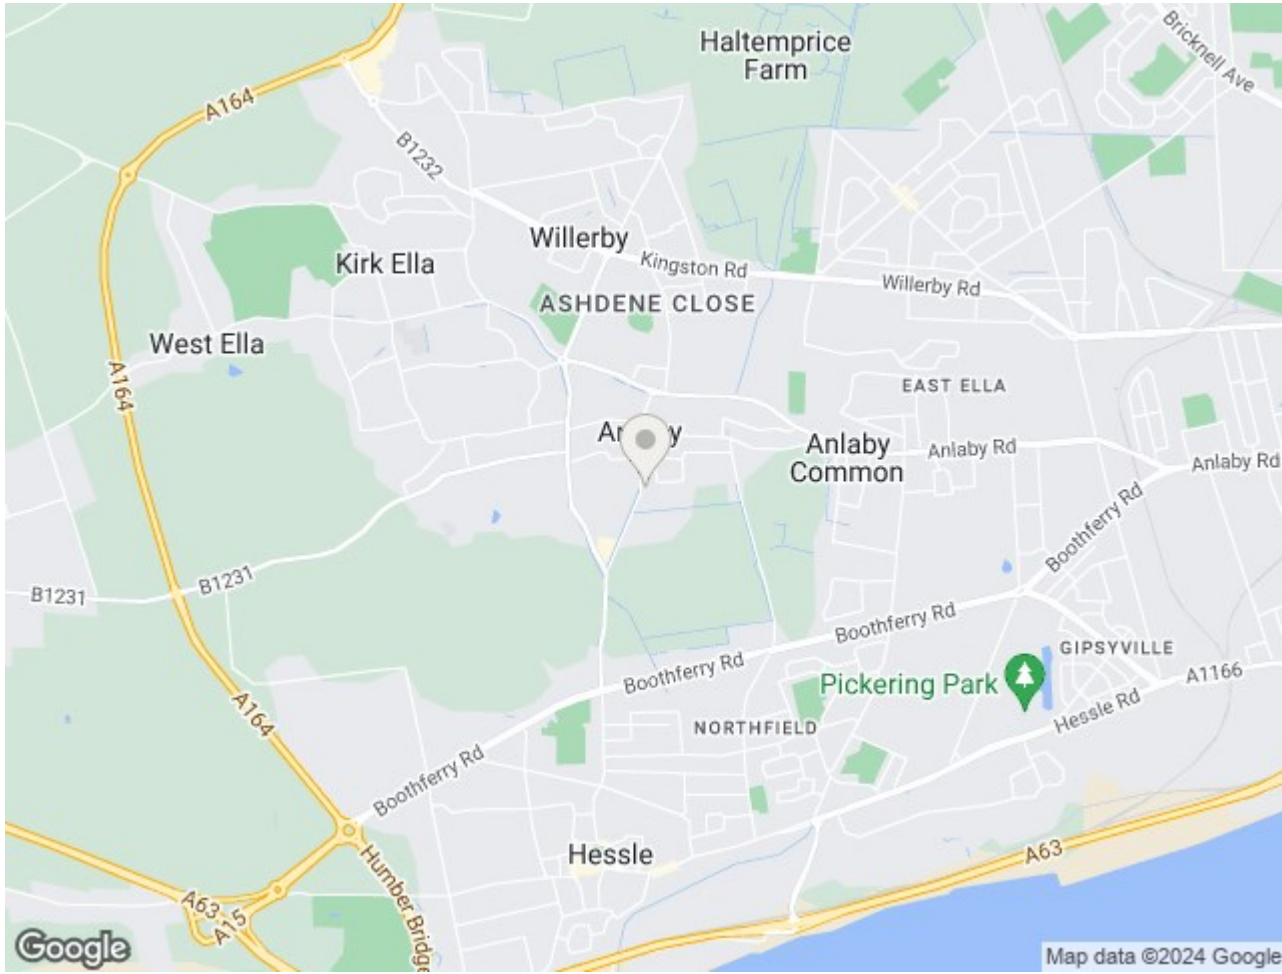 Haltemprice
Farm
Bricknell Ave
A164
B1232
Willerby
Kingston Rd
Kirk Ella
Willerby Rd
ASHDENE CLOSE
West Ella
A164
EAST ELLA
Anlaby
Common
Anlaby Rd
Anlaby Rd
Boothferry Rd
B1231
B1231
Boothferry Rd
Boothferry Rd
GIPSYVILLE
Pickering Park
A1166
Hessle Rd
A164
NORTHFIELD
Boothferry Rd
Hessle
A63
Humber Bridge
A63
A15
Google
Map data ©2024 Google